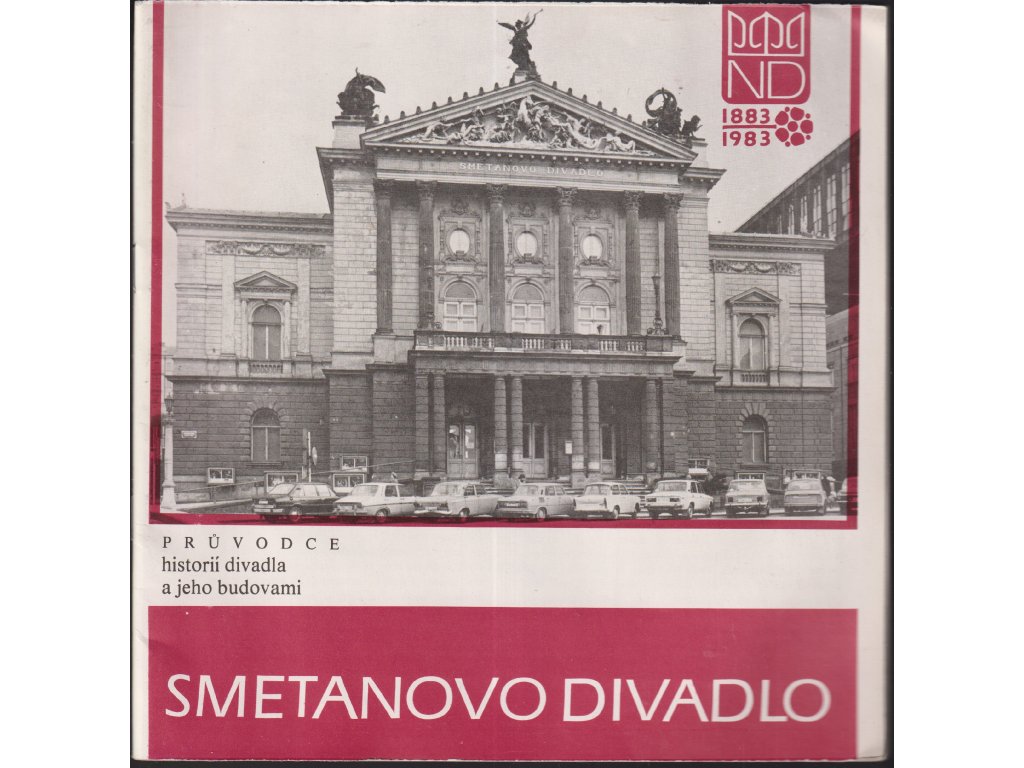 ND
1883
1983
SMETANOVO DIVADLO
PRŮVODCE
historií divadla
a jeho budovami
SMETANOVO DIVADLO